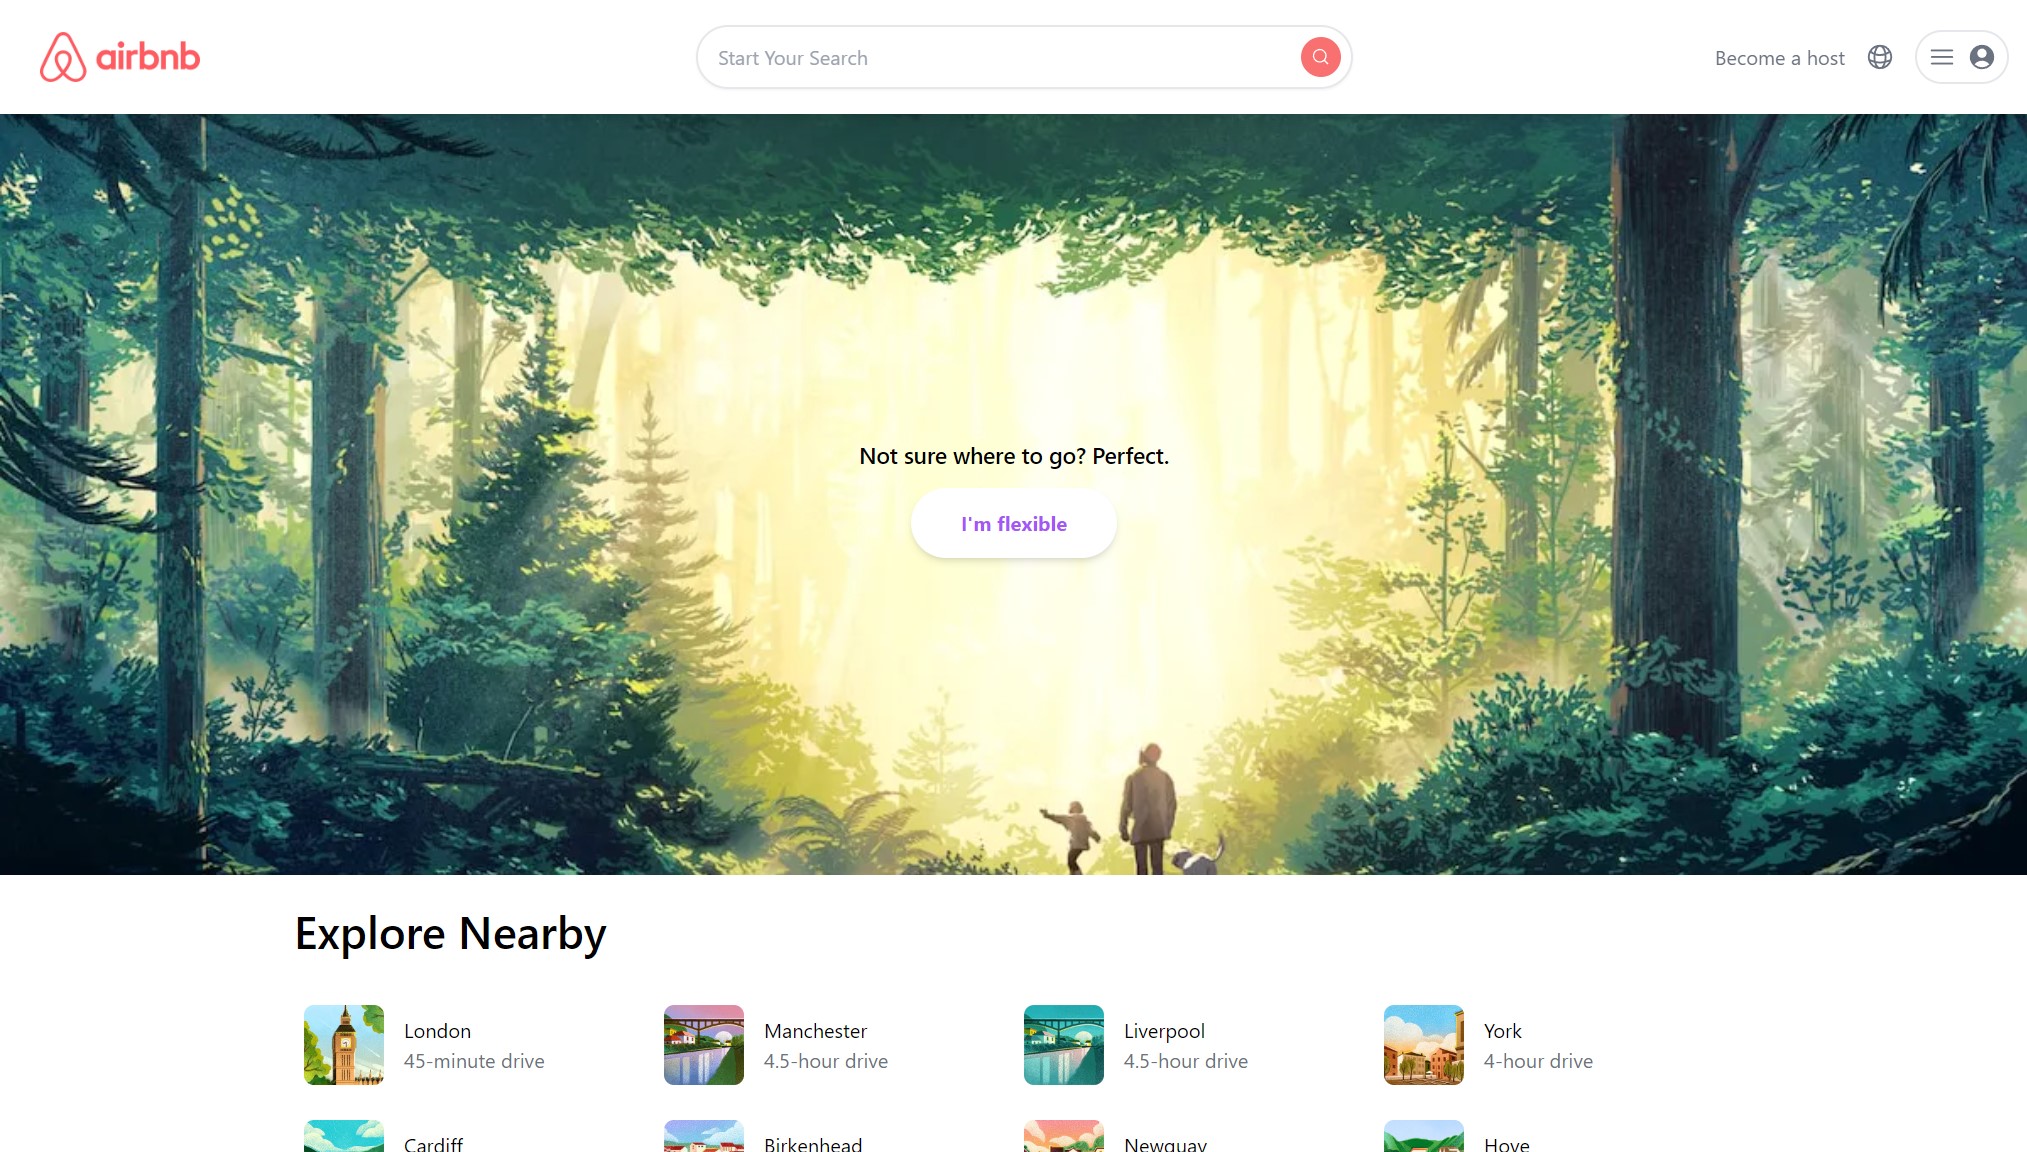 airbnb
Start Your Search
Become a host
Not sure where to go? Perfect.
I'm flexible
Explore Nearby
London
45-minute drive
Manchester
4.5-hour drive
Liverpool
4.5-hour drive
York
4-hour drive
Cardiff
Birkenhead
Newquay
Hove